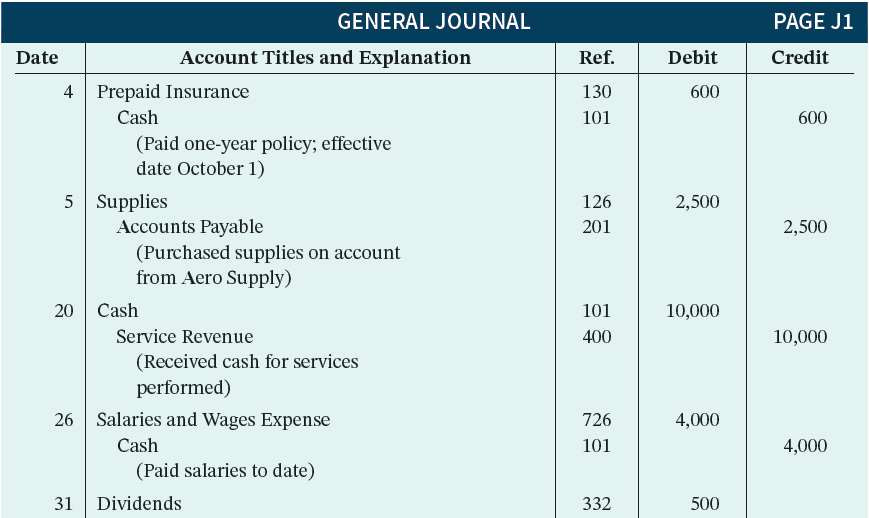 GENERAL JOURNAL PAGE J1
Date Account Titles and Explanation Ref. Debit Credit
4 Prepaid Insurance 130 600
Cash 101 600
(Paid one-year policy; effective
date October 1)
5 Supplies 126 2,500
Accounts Payable 201 2,500
(Purchased supplies on account
from Aero Supply)
20 Cash 101 10,000
Service Revenue 400 10,000
(Received cash for services
performed)
26 Salaries and Wages Expense 726 4,000
Cash 101 4,000
(Paid salaries to date)
31 Dividends 332 500